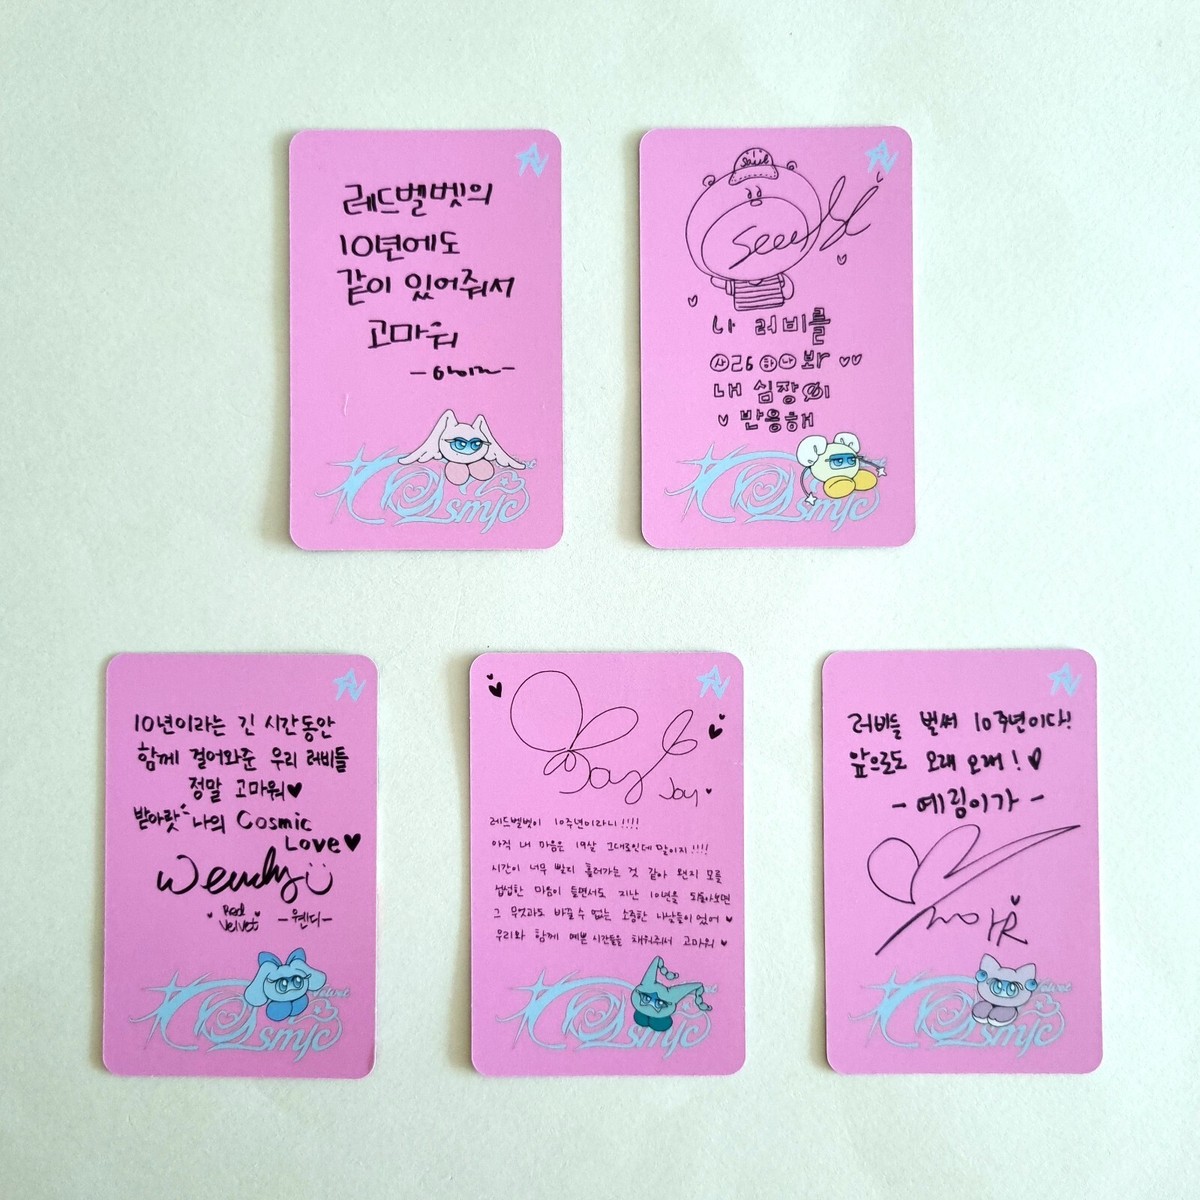 레드벨벳의
10년에도
같이 있어줘서
고마워
-아이린-
Cosmic
seul
Seulgi
나 러비를
사랑하나봐 ♡♡
내 심장이
♡ 반응해
Cosmic
10년이라는 긴 시간동안
함께 걸어와준 우리 러비들
정말 고마워♥
받아랏 나의 Cosmic
Love♥
Wendy
Red
Velvet
-웬디-
Velvet
Cosmic
Joy
Joy
레드벨벳이 10주년이라니!!!!
아직 내 마음은 19살 그대로인데 말이지!!!!
시간이 너무 빨리 흘러가는 것 같아 왠지 모를
섭섭한 마음이 들면서도 지난 10년을 되돌아보면
그 무엇과도 바꿀 수 없는 소중한 나날들이었어♥
우리와 함께 예쁜 시간들을 채워줘서 고마워♥
Cosmic
러비들 벌써 10주년이다!
앞으로도 오래 오래!♡
-예림이가-
Velvet
Cosmic